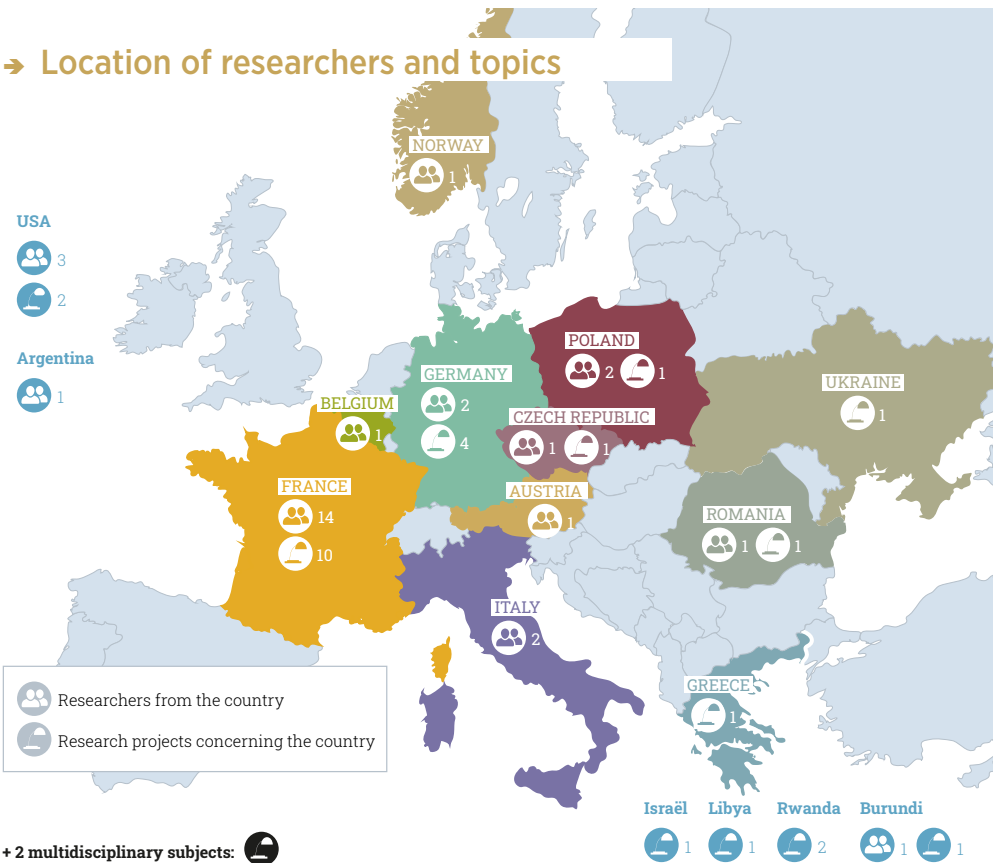 → Location of researchers and topics
NORWAY
1
USA
3
2
Argentina
1
POLAND
2 1
GERMANY
2
4
UKRAINE
1
BELGIUM
1
CZECH REPUBLIC
1 1
FRANCE
14
10
AUSTRIA
1
ROMANIA
1 1
ITALY
2
GREECE
1
Researchers from the country
Research projects concerning the country
Israël Libya Rwanda Burundi
1 1 2 1 1
+ 2 multidisciplinary subjects: